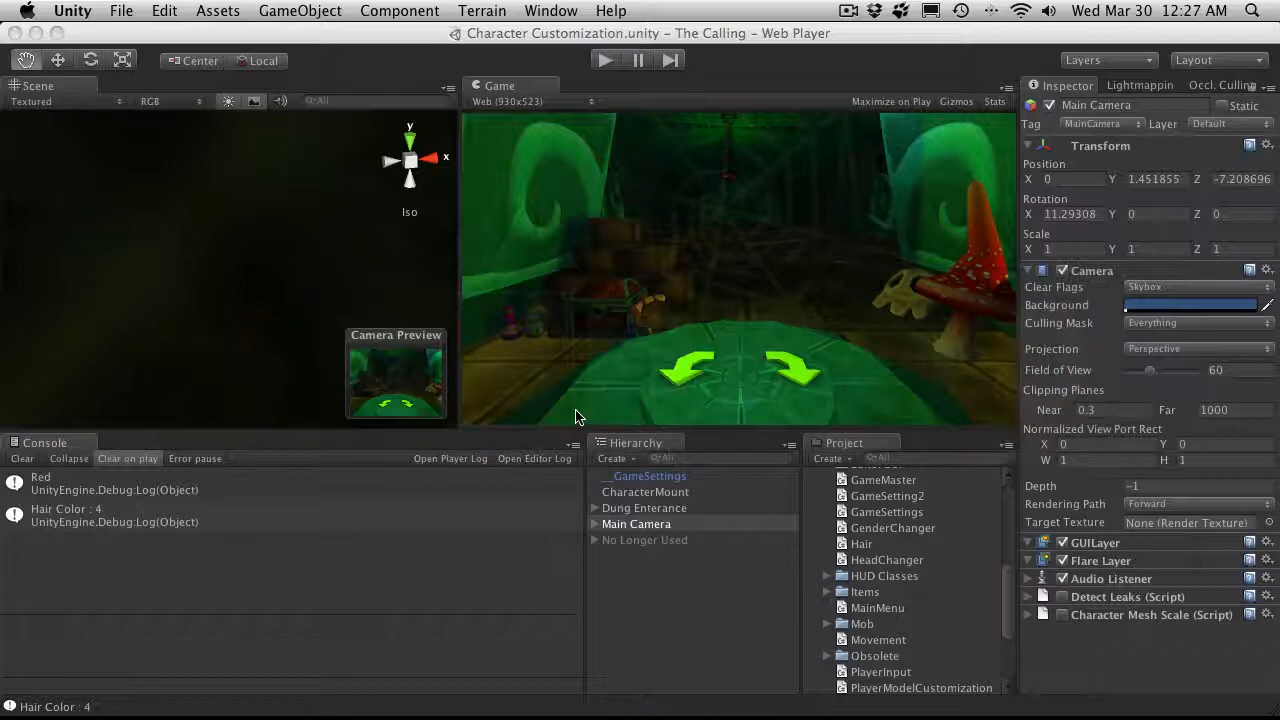 Unity File Edit Assets GameObject Component Terrain Window Help Wed Mar 30 12:27 AM
Character Customization.unity – The Calling – Web Player
Center Local Layers Layout
Scene
Textured RGB All
y
x
Iso
Camera Preview
Game
Web (930x523) Maximize on Play Gizmos Stats
Inspector Lightmappin Occl. Culling
Main Camera Static
Tag MainCamera Layer Default
Transform
Position
X 0 Y 1.451855 Z -7.208696
Rotation
X 11.29308 Y 0 Z 0
Scale
X 1 Y 1 Z 1
Camera
Clear Flags Skybox
Background
Culling Mask Everything
Projection Perspective
Field of View 60
Clipping Planes
Near 0.3 Far 1000
Normalized View Port Rect
X 0 Y 0
W 1 H 1
Depth -1
Rendering Path Forward
Target Texture None (Render Texture)
GUILayer
Flare Layer
Audio Listener
Detect Leaks (Script)
Character Mesh Scale (Script)
Console
Clear Collapse Clear on play Error pause Open Player Log Open Editor Log
Red
UnityEngine.Debug:Log(Object)
Hair Color : 4
UnityEngine.Debug:Log(Object)
Hierarchy
Create All
__GameSettings
CharacterMount
Dung Enterance
Main Camera
No Longer Used
Project
Create All
GameMaster
GameSetting2
GameSettings
GenderChanger
Hair
HeadChanger
HUD Classes
Items
MainMenu
Mob
Movement
Obsolete
PlayerInput
PlayerModelCustomization
Hair Color : 4